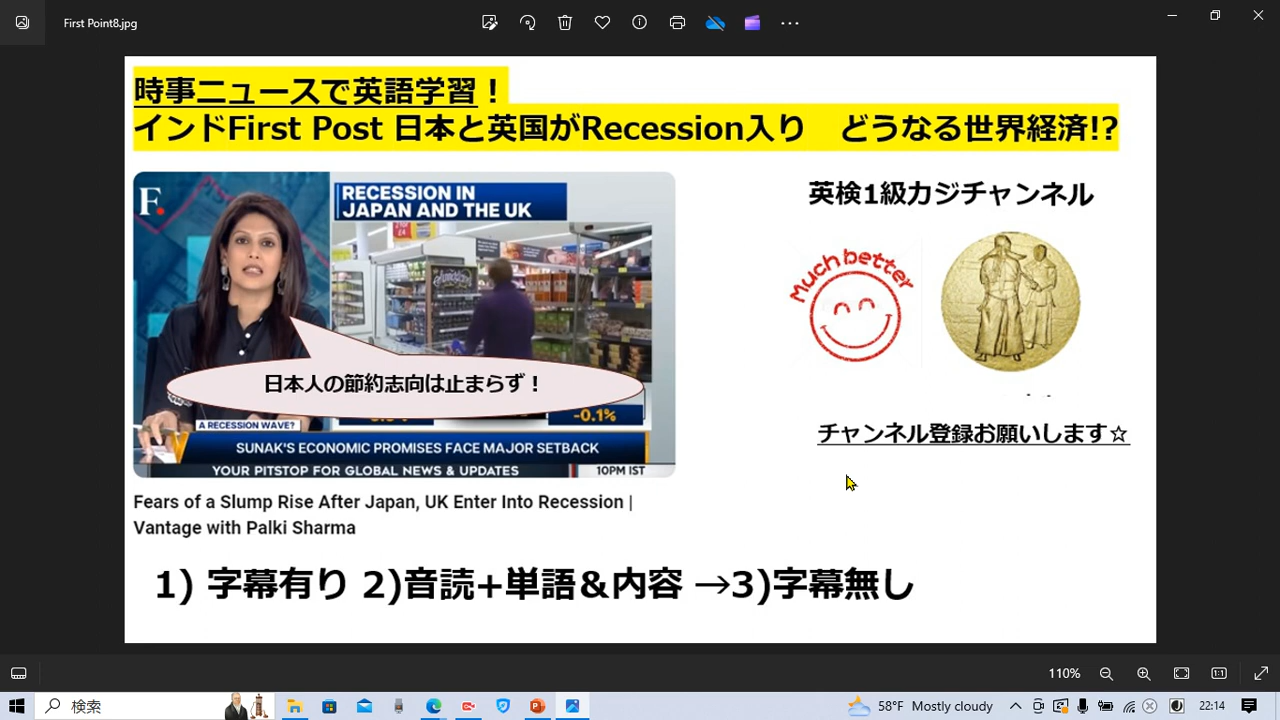 First Point8.jpg
時事ニュースで英語学習！
インドFirst Post 日本と英国がRecession入り　どうなる世界経済!?
F.
RECESSION IN
JAPAN AND THE UK
日本人の節約志向は止まらず！
-0.1%
A RECESSION WAVE?
SUNAK'S ECONOMIC PROMISES FACE MAJOR SETBACK
YOUR PITSTOP FOR GLOBAL NEWS & UPDATES
10PM IST
Fears of a Slump Rise After Japan, UK Enter Into Recession |
Vantage with Palki Sharma
英検1級カジチャンネル
Much better
チャンネル登録お願いします☆
1) 字幕有り 2)音読+単語＆内容 →3)字幕無し
110%
検索
58°F Mostly cloudy
22:14